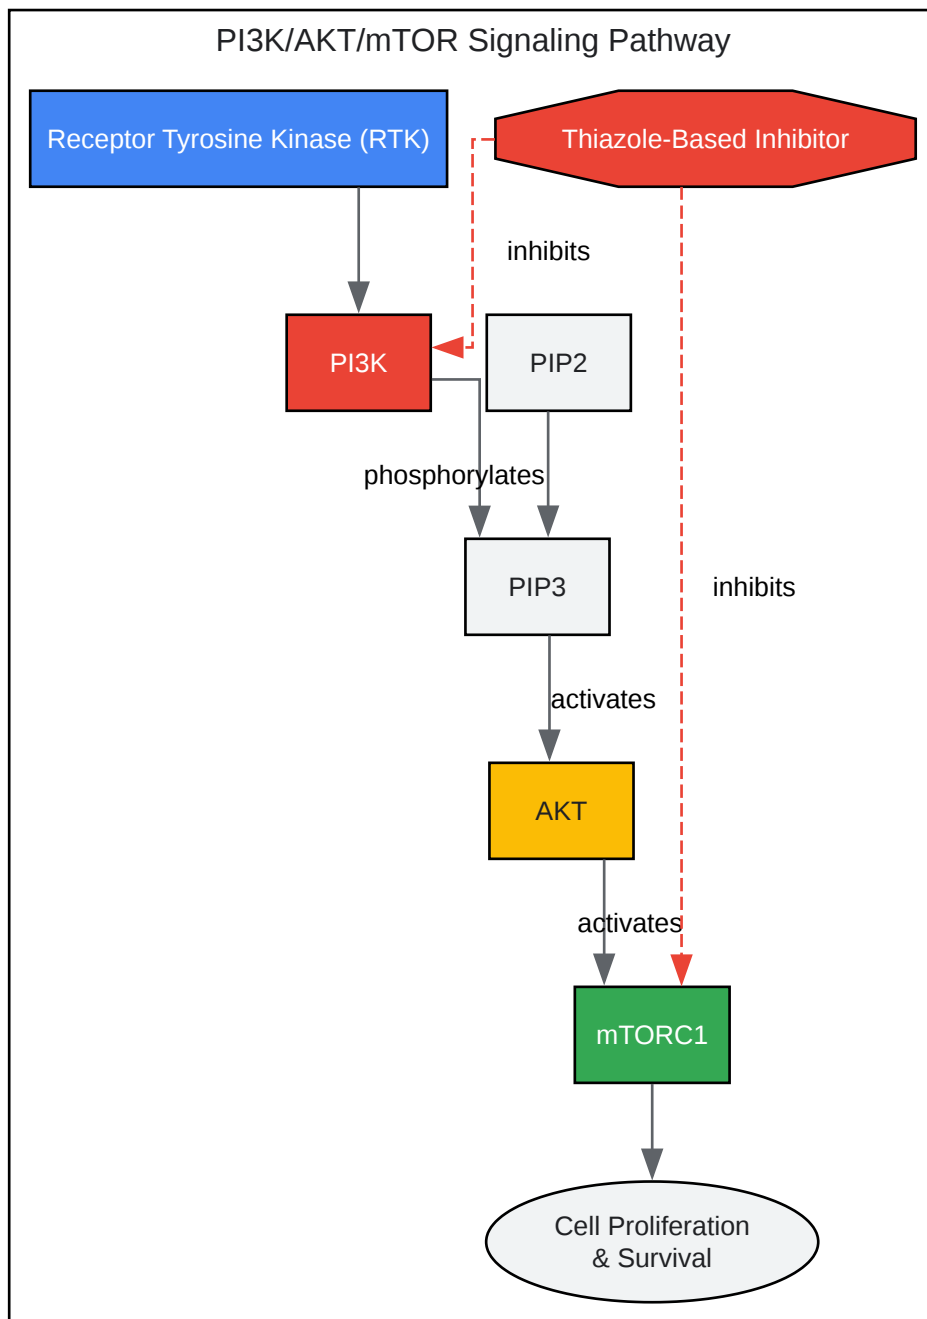 PI3K/AKT/mTOR Signaling Pathway
Receptor Tyrosine Kinase (RTK)
Thiazole-Based Inhibitor
inhibits
PI3K
PIP2
phosphorylates
PIP3
inhibits
activates
AKT
activates
mTORC1
Cell Proliferation
& Survival